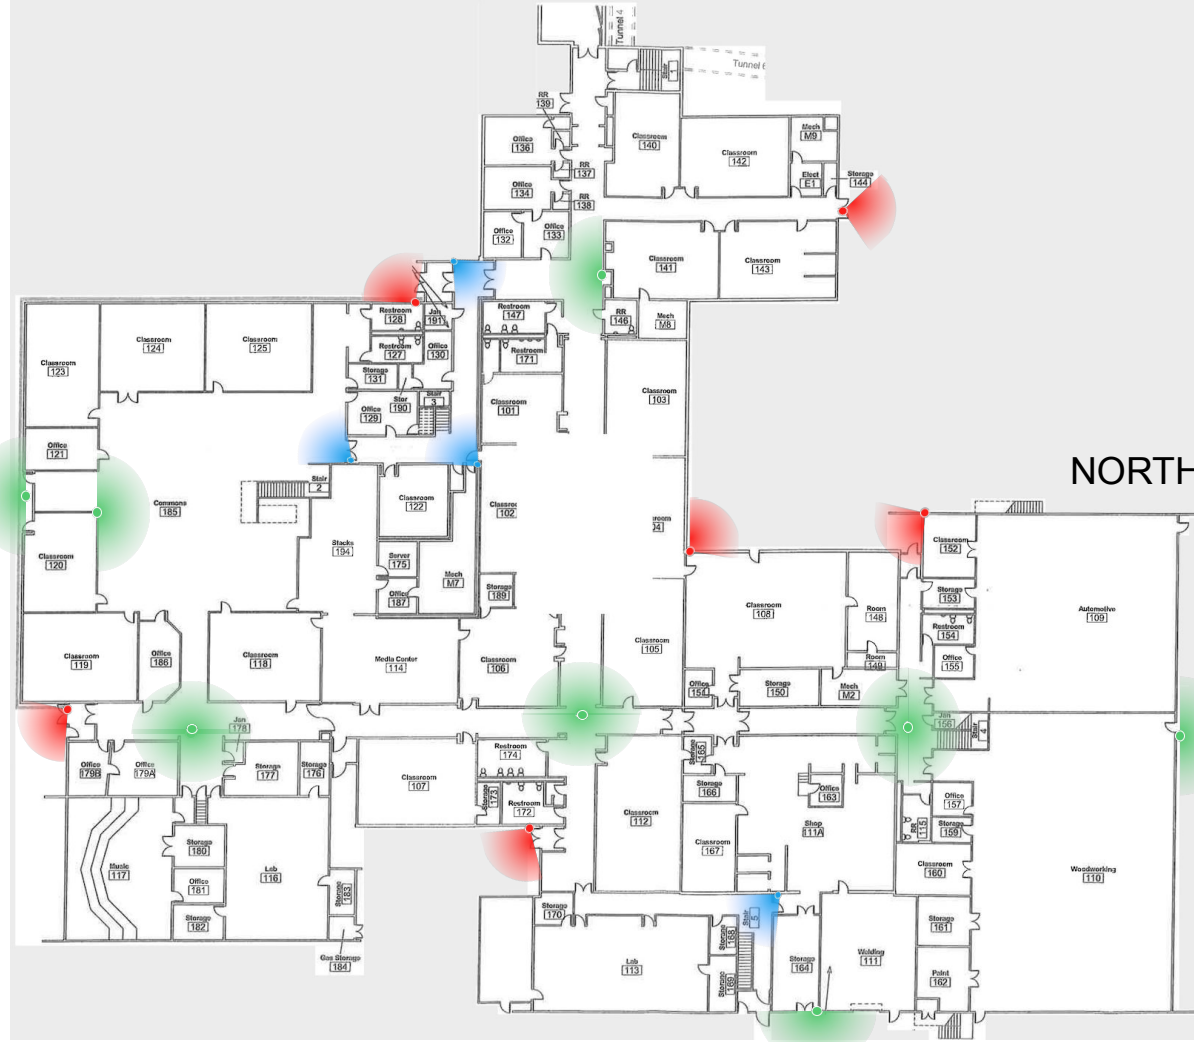 Tunnel 4
Stair
1
Tunnel 6
RR
139
Office
136
Classroom
140
Classroom
142
Mech
M9
RR
137
Elect
E1
Storage
144
Office
134
RR
138
Office
132
Office
133
Classroom
141
Classroom
143
Restroom
128
Jan
191
Restroom
147
RR
146
Mech
M8
Classroom
123
Classroom
124
Classroom
125
Restroom
127
Office
130
Restroom
171
Storage
131
Stor
190
Stair
3
Classroom
101
Classroom
103
Office
129
Office
121
NORTH
Stair
2
Commons
185
Classroom
122
Classroom
102
Classroom
120
Stacks
194
Server
175
Mech
M7
Office
187
Storage
189
Classroom
152
Storage
153
Classroom
108
Room
148
Automotive
109
Restroom
154
Classroom
119
Office
186
Classroom
118
Media Center
114
Classroom
106
Classroom
105
Room
149
Office
155
Office
151
Storage
150
Mech
M2
Jan
178
Jan
156
Stair
4
Office
179B
Office
179A
Storage
177
Storage
176
Classroom
107
Restroom
174
Storage
165
Storage
173
Restroom
172
Storage
166
Office
163
Office
157
Classroom
112
Shop
111A
RR
115
Storage
159
Music
117
Storage
180
Office
181
Storage
182
Lab
116
Storage
183
Gas Storage
184
Classroom
167
Classroom
160
Woodworking
110
Storage
170
Stair
5
Storage
168
Storage
169
Lab
113
Storage
164
Welding
111
Storage
161
Paint
162